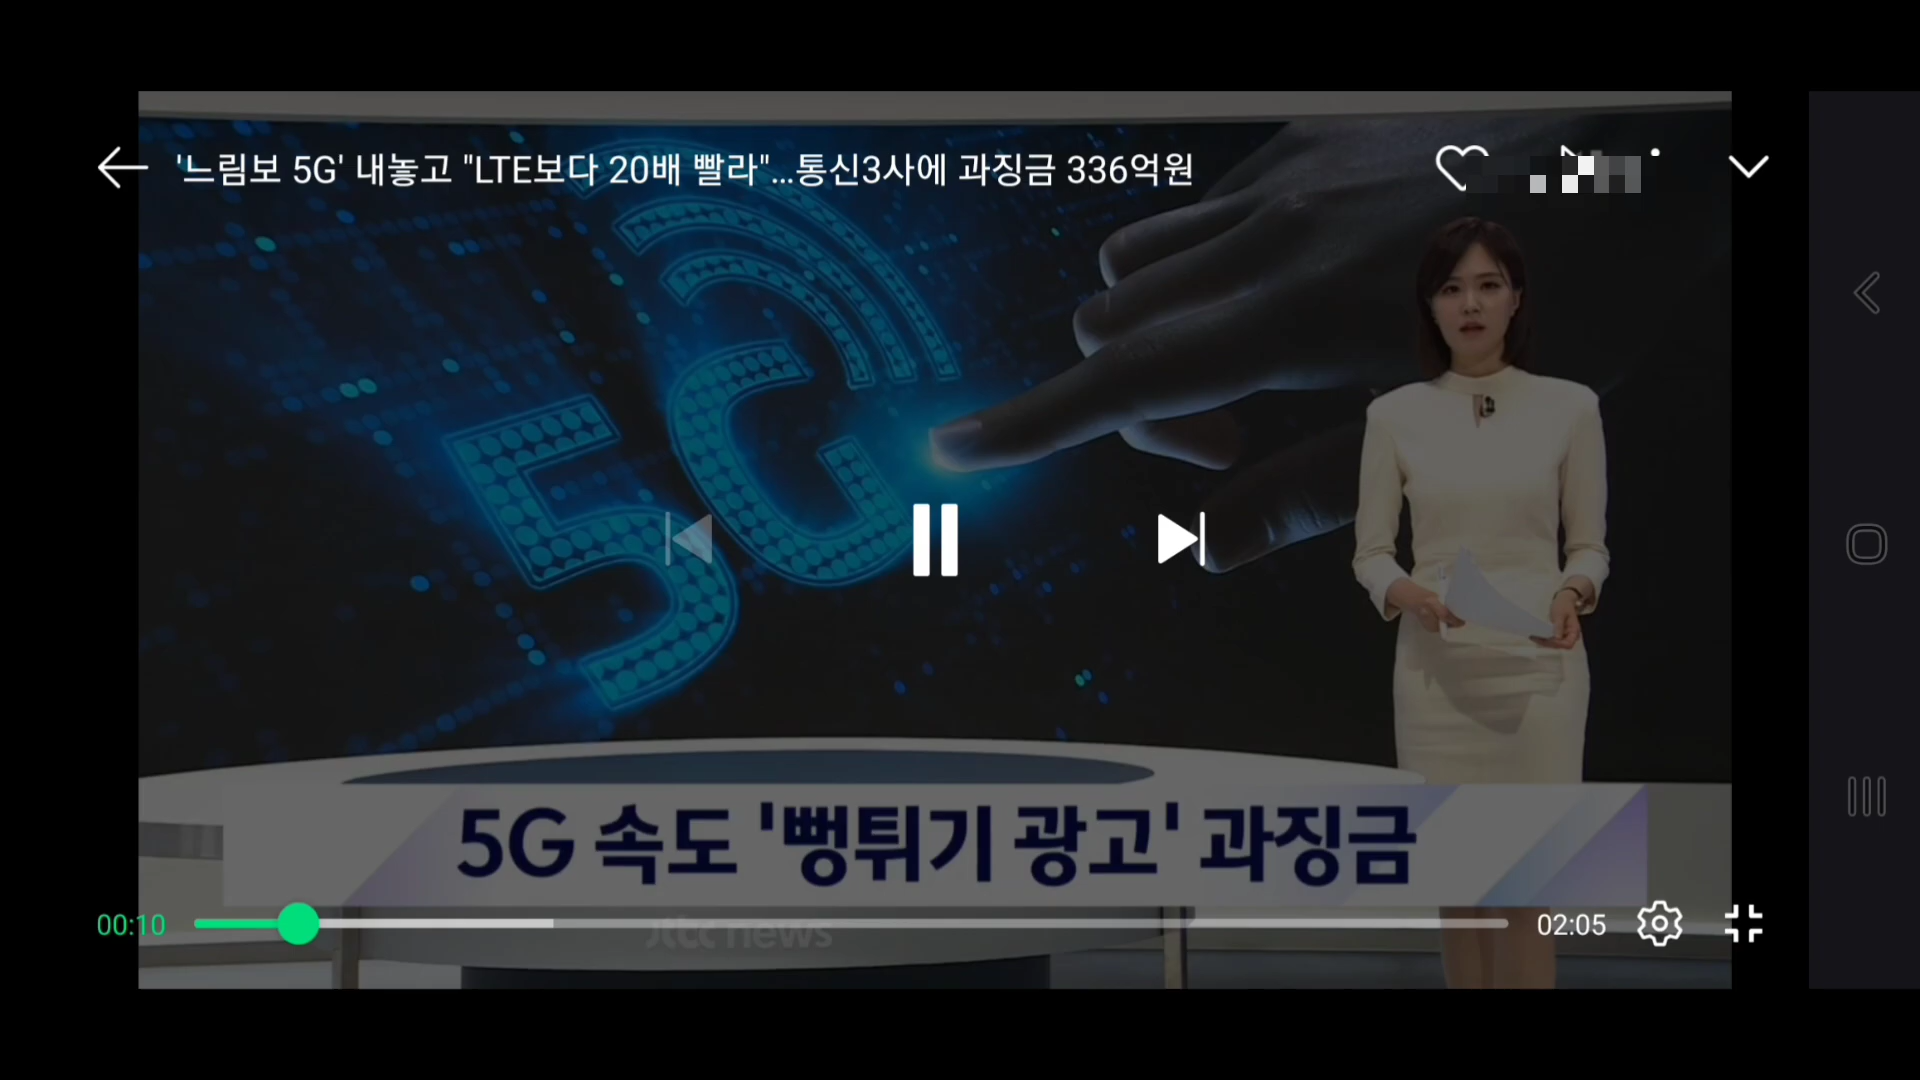 '느림보 5G' 내놓고 "LTE보다 20배 빨라"...통신3사에 과징금 336억원
5G
5G 속도 '뻥튀기 광고' 과징금
00:10
02:05
jtbc news